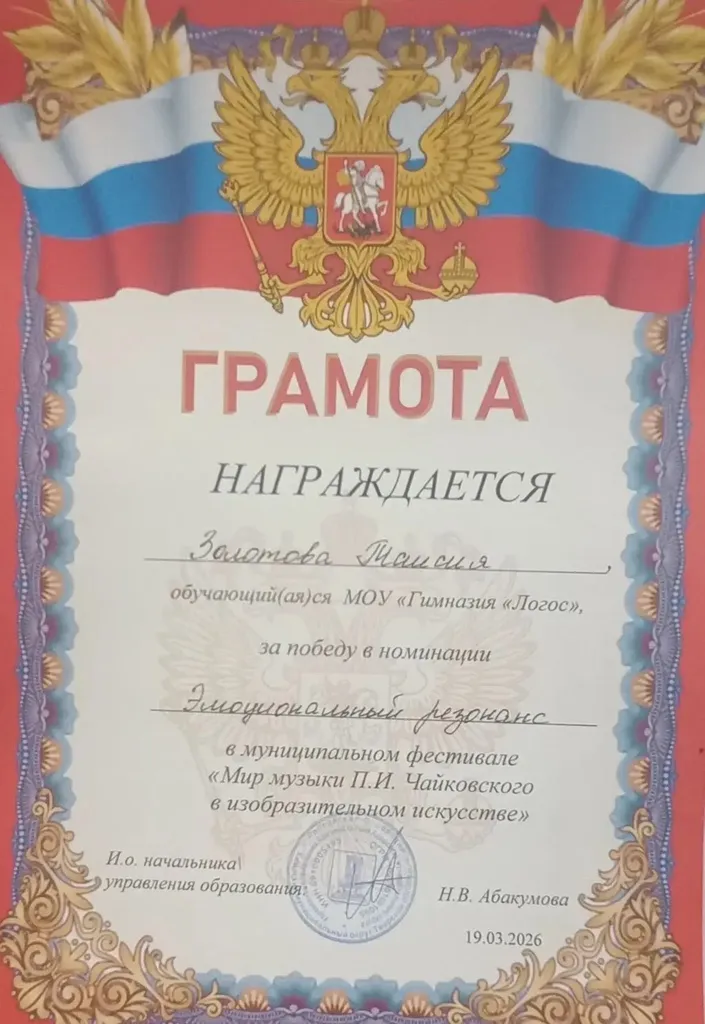 ГРАМОТА
НАГРАЖДАЕТСЯ
Золотова Таисия,
обучающий(ая)ся МОУ «Гимназия «Логос»,
за победу в номинации
Эмоциональный резонанс
в муниципальном фестивале
«Мир музыки П.И. Чайковского
в изобразительном искусстве»
И.о. начальника\
управления образования:
Н.В. Абакумова
19.03.2026